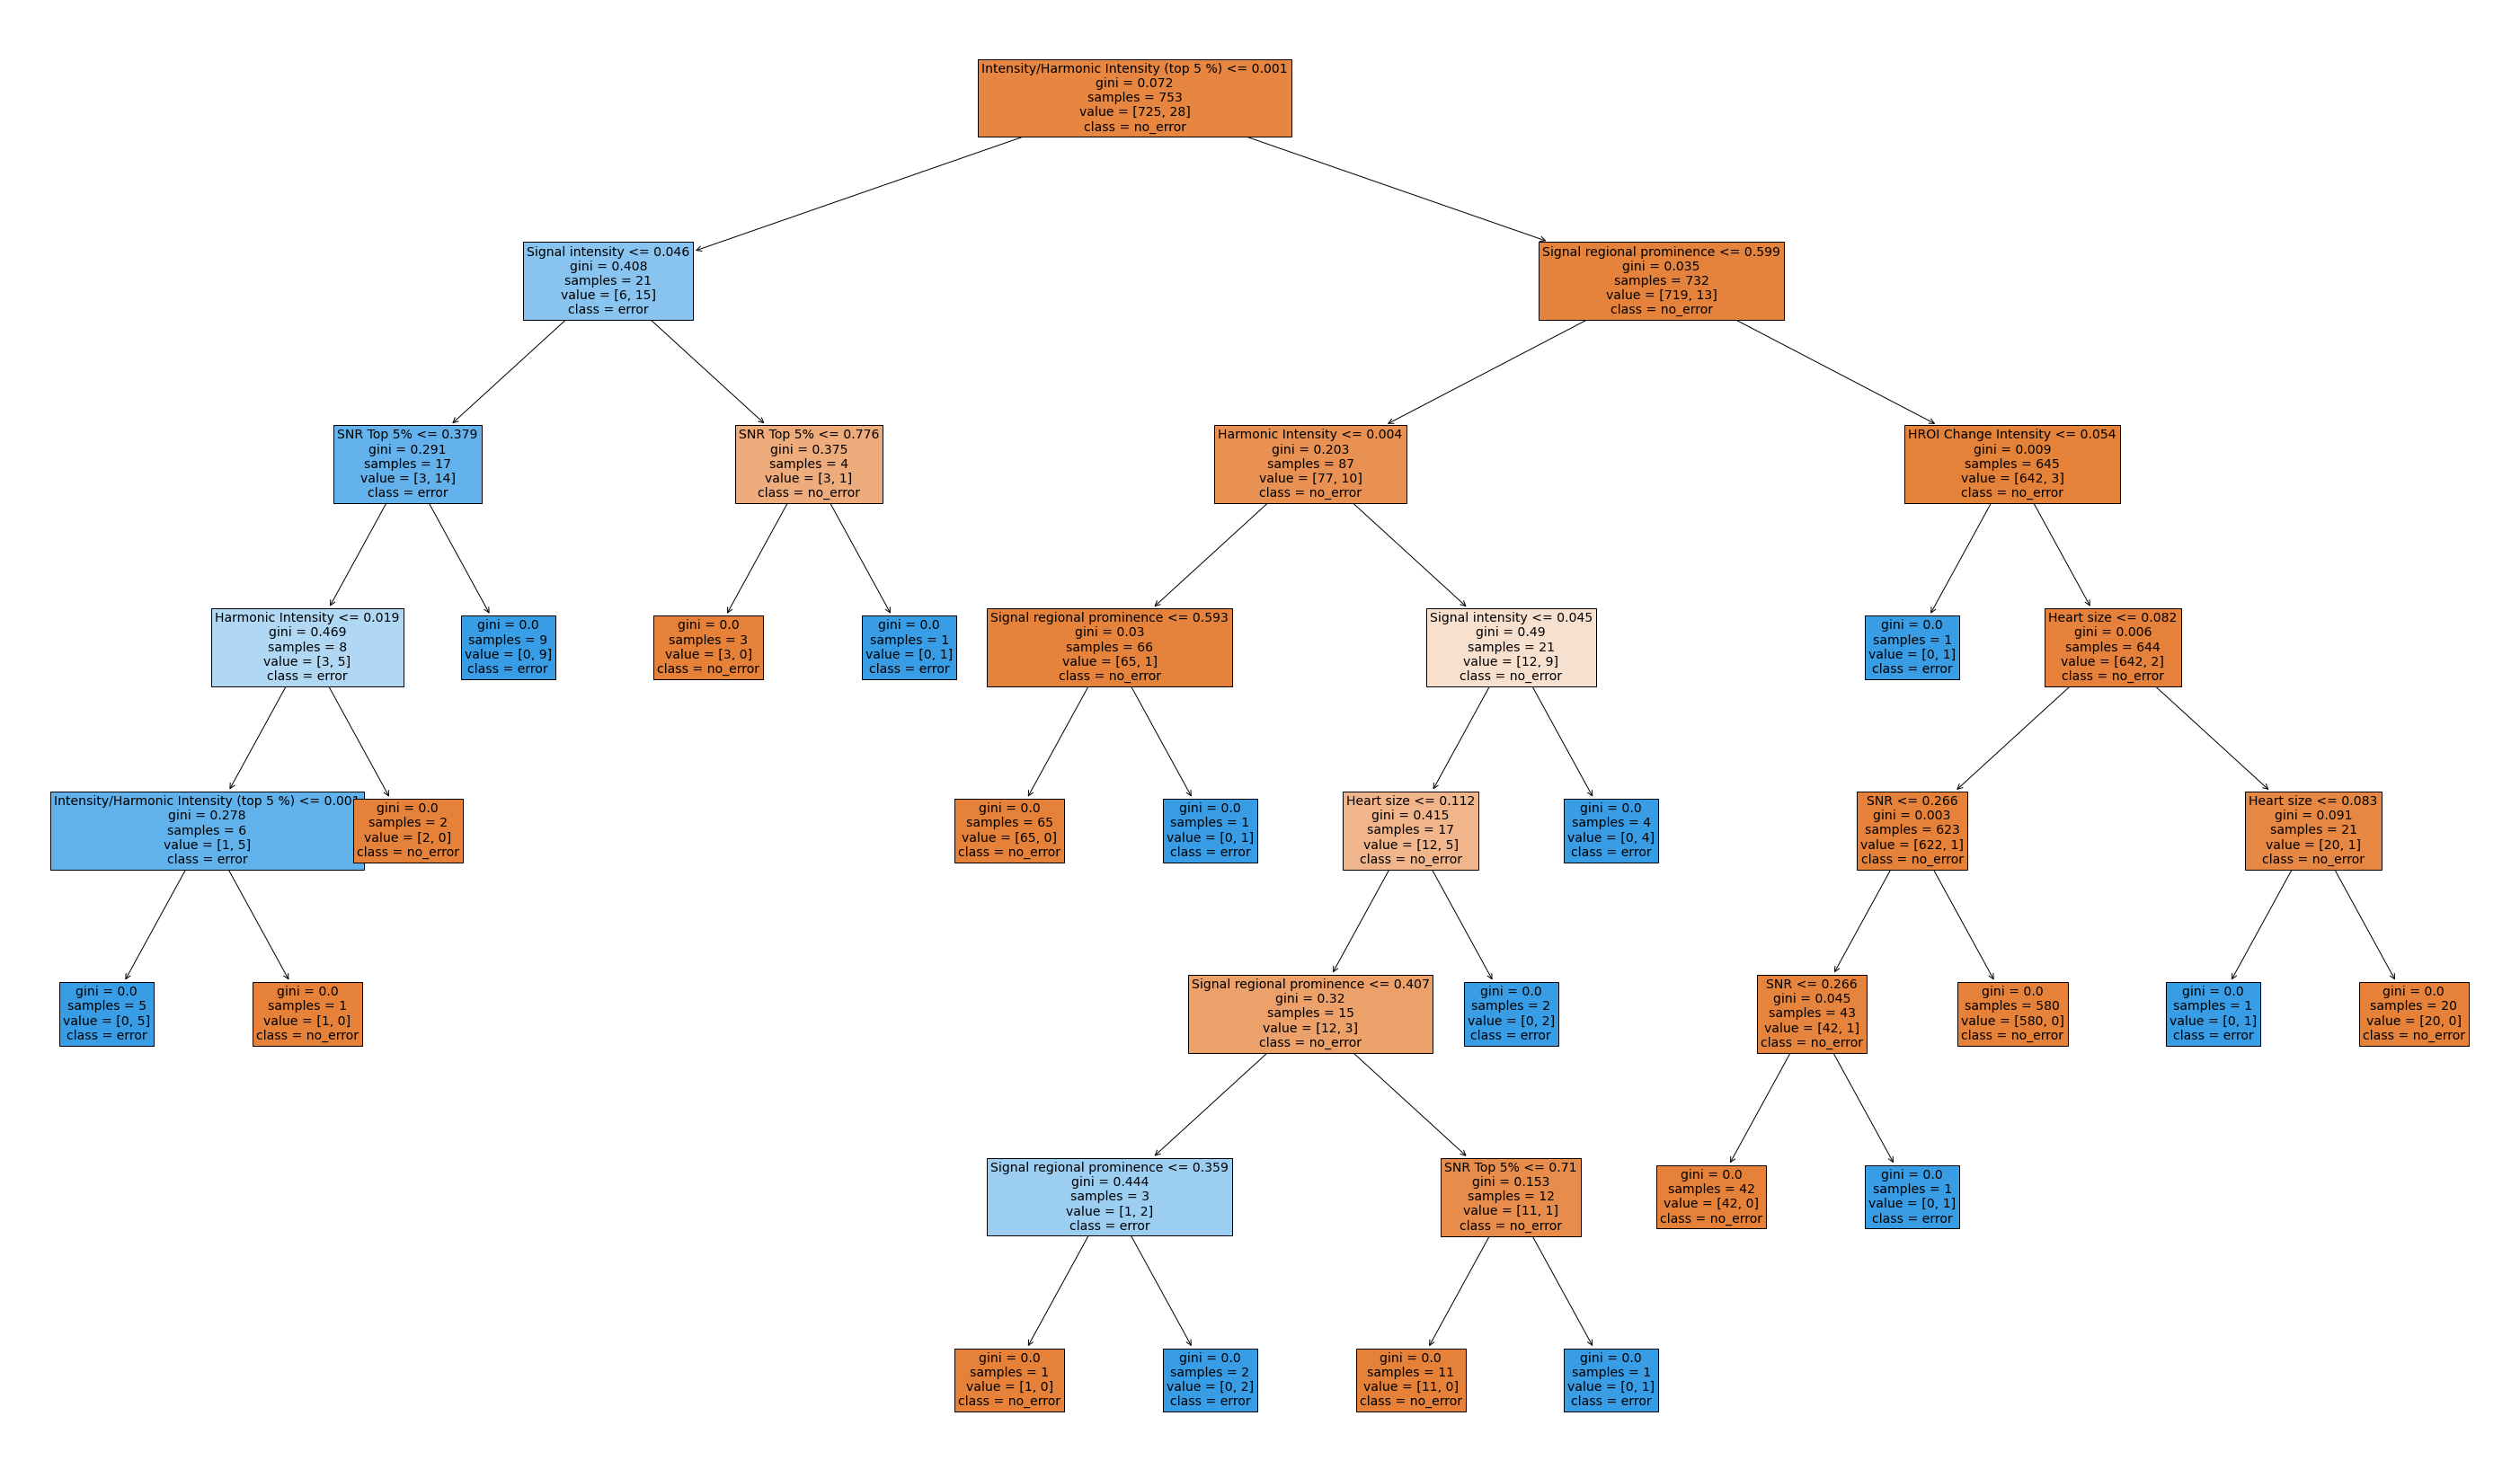 Intensity/Harmonic Intensity (top 5 %) <= 0.001
gini = 0.072
samples = 753
value = [725, 28]
class = no_error
Signal intensity <= 0.046
gini = 0.408
samples = 21
value = [6, 15]
class = error
Signal regional prominence <= 0.599
gini = 0.035
samples = 732
value = [719, 13]
class = no_error
SNR Top 5% <= 0.379
gini = 0.291
samples = 17
value = [3, 14]
class = error
SNR Top 5% <= 0.776
gini = 0.375
samples = 4
value = [3, 1]
class = no_error
Harmonic Intensity <= 0.004
gini = 0.203
samples = 87
value = [77, 10]
class = no_error
HROI Change Intensity <= 0.054
gini = 0.009
samples = 645
value = [642, 3]
class = no_error
Harmonic Intensity <= 0.019
gini = 0.469
samples = 8
value = [3, 5]
class = error
gini = 0.0
samples = 9
value = [0, 9]
class = error
gini = 0.0
samples = 3
value = [3, 0]
class = no_error
gini = 0.0
samples = 1
value = [0, 1]
class = error
Signal regional prominence <= 0.593
gini = 0.03
samples = 66
value = [65, 1]
class = no_error
Signal intensity <= 0.045
gini = 0.49
samples = 21
value = [12, 9]
class = no_error
gini = 0.0
samples = 1
value = [0, 1]
class = error
Heart size <= 0.082
gini = 0.006
samples = 644
value = [642, 2]
class = no_error
Intensity/Harmonic Intensity (top 5 %) <= 0.001
gini = 0.278
samples = 6
value = [1, 5]
class = error
gini = 0.0
samples = 2
value = [2, 0]
class = no_error
gini = 0.0
samples = 65
value = [65, 0]
class = no_error
gini = 0.0
samples = 1
value = [0, 1]
class = error
Heart size <= 0.112
gini = 0.415
samples = 17
value = [12, 5]
class = no_error
gini = 0.0
samples = 4
value = [0, 4]
class = error
SNR <= 0.266
gini = 0.003
samples = 623
value = [622, 1]
class = no_error
Heart size <= 0.083
gini = 0.091
samples = 21
value = [20, 1]
class = no_error
gini = 0.0
samples = 5
value = [0, 5]
class = error
gini = 0.0
samples = 1
value = [1, 0]
class = no_error
Signal regional prominence <= 0.407
gini = 0.32
samples = 15
value = [12, 3]
class = no_error
gini = 0.0
samples = 2
value = [0, 2]
class = error
SNR <= 0.266
gini = 0.045
samples = 43
value = [42, 1]
class = no_error
gini = 0.0
samples = 580
value = [580, 0]
class = no_error
gini = 0.0
samples = 1
value = [0, 1]
class = error
gini = 0.0
samples = 20
value = [20, 0]
class = no_error
Signal regional prominence <= 0.359
gini = 0.444
samples = 3
value = [1, 2]
class = error
SNR Top 5% <= 0.71
gini = 0.153
samples = 12
value = [11, 1]
class = no_error
gini = 0.0
samples = 42
value = [42, 0]
class = no_error
gini = 0.0
samples = 1
value = [0, 1]
class = error
gini = 0.0
samples = 1
value = [1, 0]
class = no_error
gini = 0.0
samples = 2
value = [0, 2]
class = error
gini = 0.0
samples = 11
value = [11, 0]
class = no_error
gini = 0.0
samples = 1
value = [0, 1]
class = error